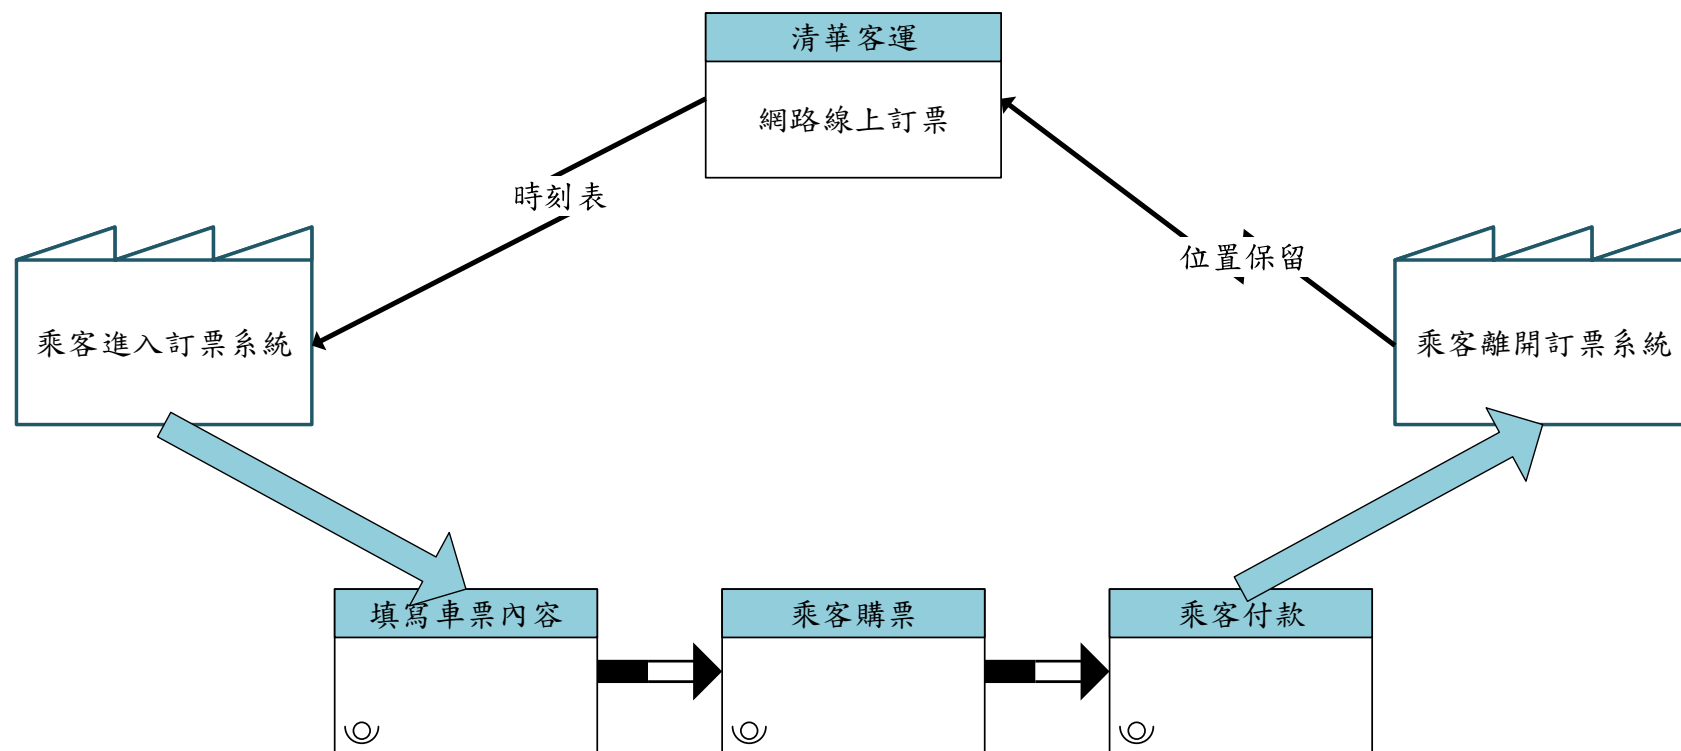 清華客運
網路線上訂票
時刻表
位置保留
乘客進入訂票系統
乘客離開訂票系統
填寫車票內容
乘客購票
乘客付款